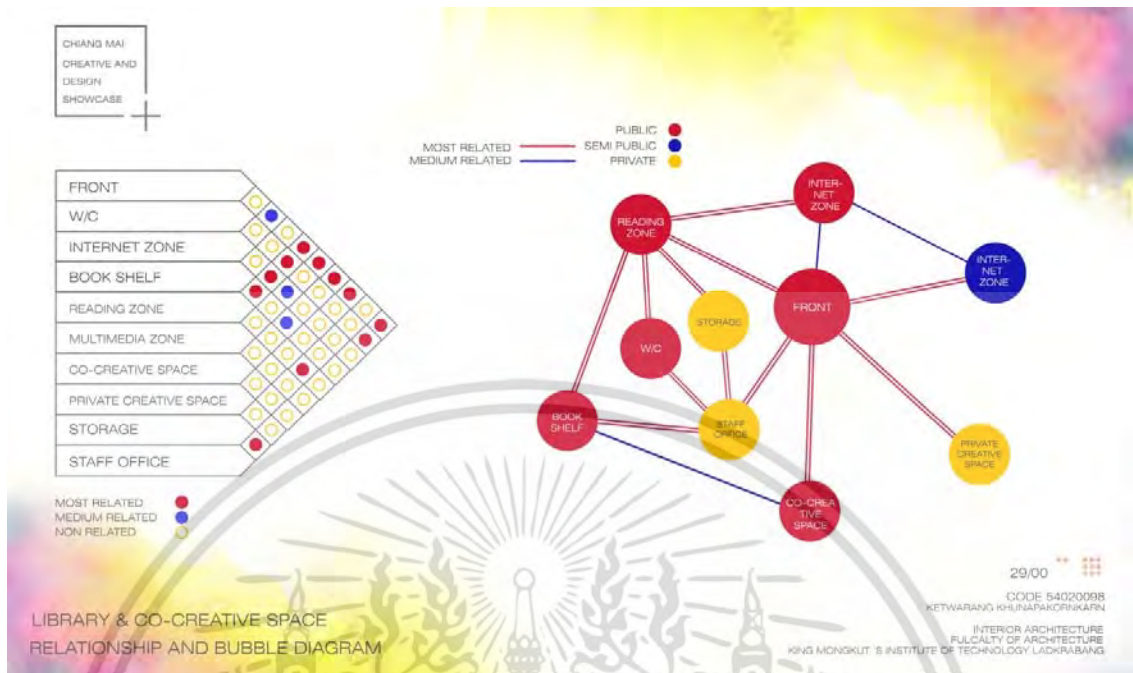 CHIANG MAI
CREATIVE AND
DESIGN
SHOWCASE
PUBLIC
MOST RELATED
SEMI PUBLIC
MEDIUM RELATED
PRIVATE
FRONT
W/C
INTERNET ZONE
BOOK SHELF
READING ZONE
MULTIMEDIA ZONE
CO-CREATIVE SPACE
PRIVATE CREATIVE SPACE
STORAGE
STAFF OFFICE
MOST RELATED
MEDIUM RELATED
NON RELATED
INTER-
NET
ZONE
READING
ZONE
INTER-
NET
ZONE
FRONT
STORAGE
W/C
BOOK
SHELF
STAFF
OFFICE
PRIVATE
CREATIVE
SPACE
CO-CREA
TIVE
SPACE
LIBRARY & CO-CREATIVE SPACE
RELATIONSHIP AND BUBBLE DIAGRAM
29/00
CODE 54020098
KETWARANG KHUNAPAKORNKARN
INTERIOR ARCHITECTURE
FULCALTY OF ARCHITECTURE
KING MONGKUT 'S INSTITUTE OF TECHNOLOGY LADKRABANG